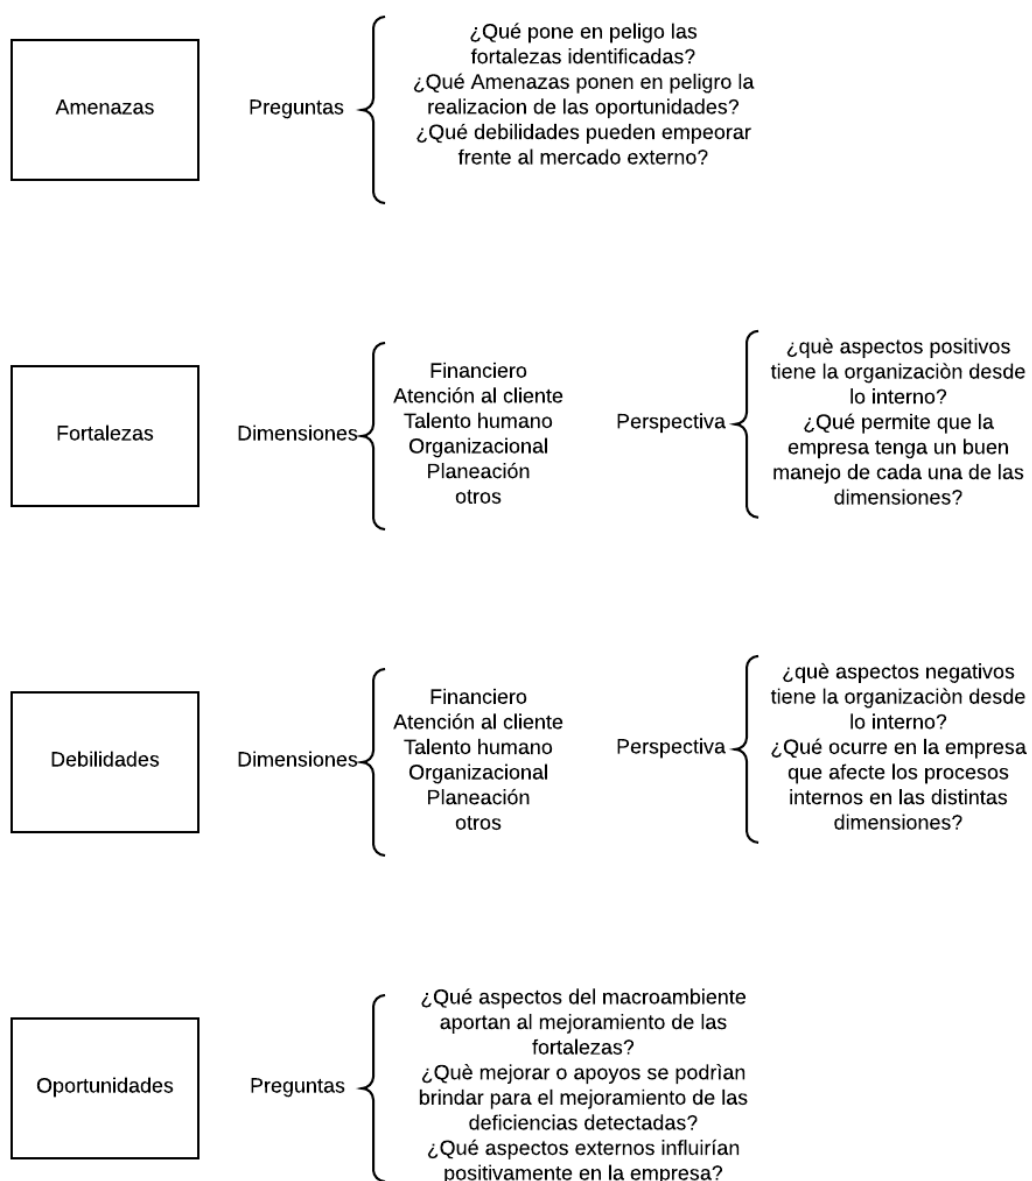 Amenazas
Preguntas
¿Qué pone en peligo las
fortalezas identificadas?
¿Qué Amenazas ponen en peligro la
realizacion de las oportunidades?
¿Qué debilidades pueden empeorar
frente al mercado externo?
Fortalezas
Dimensiones
Financiero
Atención al cliente
Talento humano
Organizacional
Planeación
otros
Perspectiva
¿què aspectos positivos
tiene la organizaciòn desde
lo interno?
¿Qué permite que la
empresa tenga un buen
manejo de cada una de las
dimensiones?
Debilidades
Dimensiones
Financiero
Atención al cliente
Talento humano
Organizacional
Planeación
otros
Perspectiva
¿què aspectos negativos
tiene la organizaciòn desde
lo interno?
¿Qué ocurre en la empresa
que afecte los procesos
internos en las distintas
dimensiones?
Oportunidades
Preguntas
¿Qué aspectos del macroambiente
aportan al mejoramiento de las
fortalezas?
¿Què mejorar o apoyos se podrìan
brindar para el mejoramiento de las
deficiencias detectadas?
¿Qué aspectos externos influirían
positivamente en la empresa?